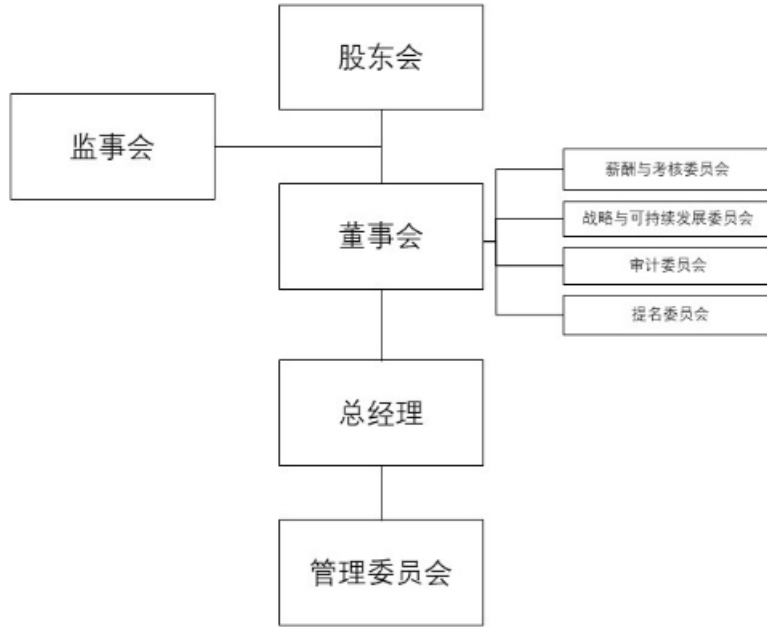 股东会
监事会
董事会
薪酬与考核委员会
战略与可持续发展委员会
审计委员会
提名委员会
总经理
管理委员会